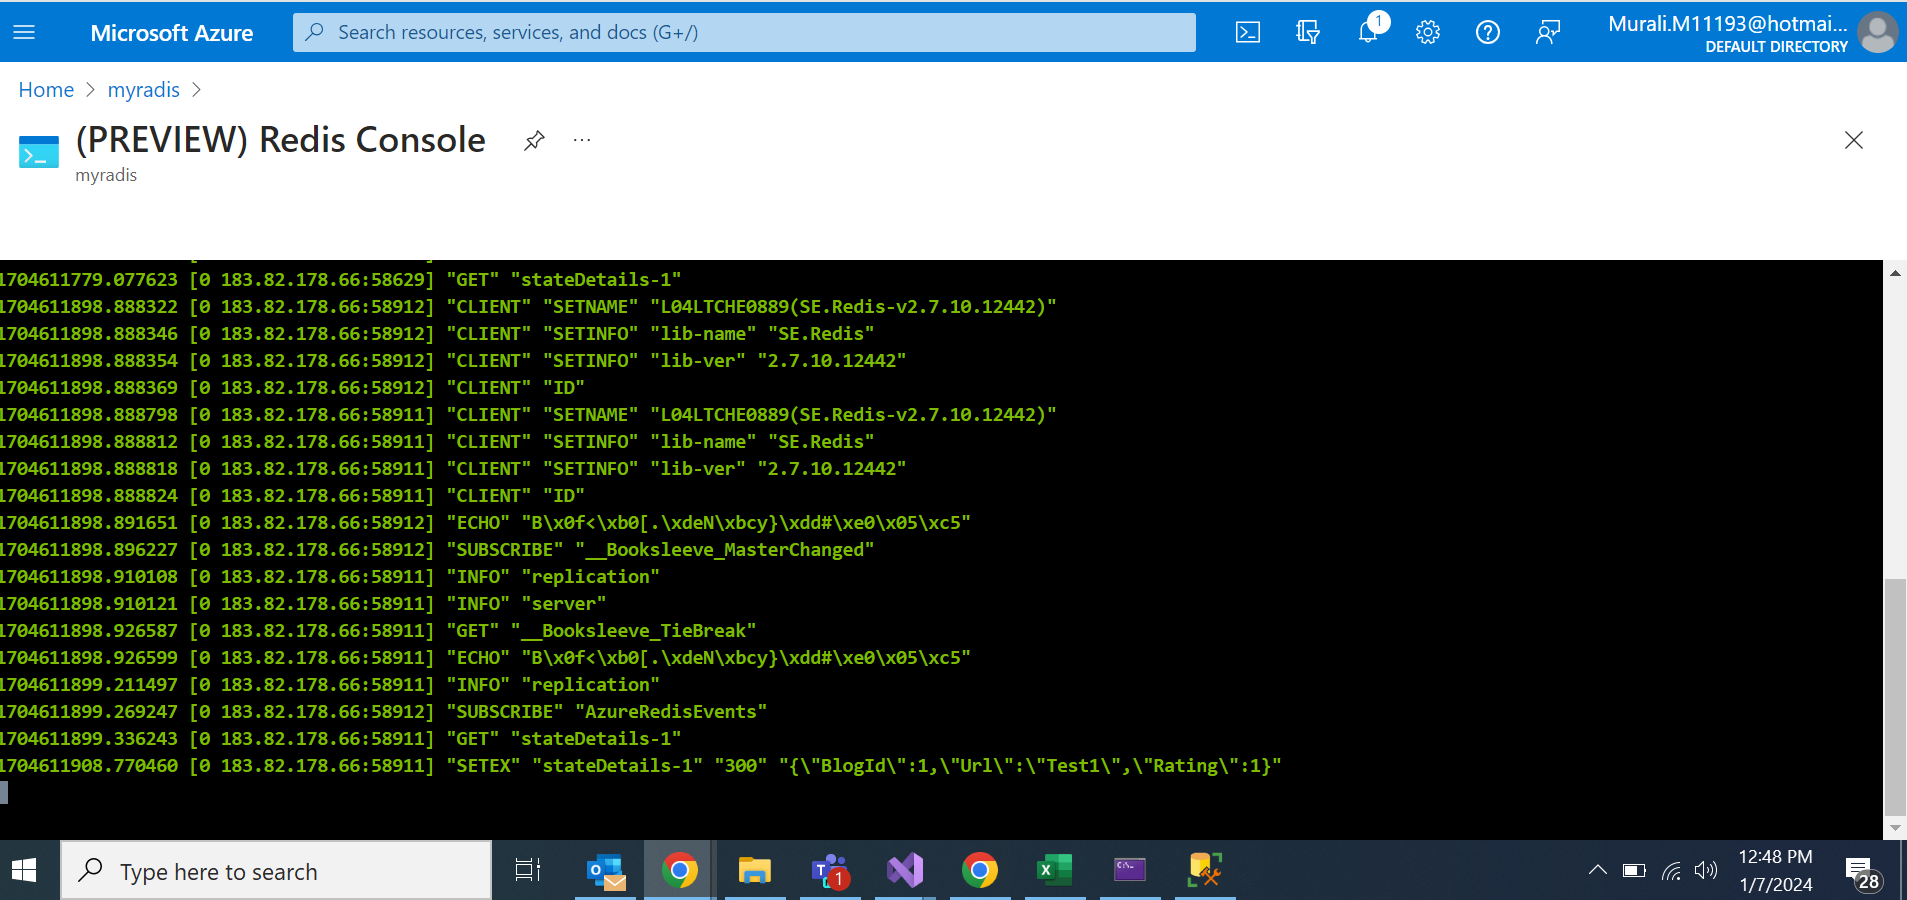 Microsoft Azure
Search resources, services, and docs (G+/)
1
Murali.M11193@hotmai...
DEFAULT DIRECTORY
Home > myradis >
(PREVIEW) Redis Console
myradis
1704611779.077623 [0 183.82.178.66:58629] "GET" "stateDetails-1"
1704611898.888322 [0 183.82.178.66:58912] "CLIENT" "SETNAME" "L04LTCHE0889(SE.Redis-v2.7.10.12442)"
1704611898.888346 [0 183.82.178.66:58912] "CLIENT" "SETINFO" "lib-name" "SE.Redis"
1704611898.888354 [0 183.82.178.66:58912] "CLIENT" "SETINFO" "lib-ver" "2.7.10.12442"
1704611898.888369 [0 183.82.178.66:58912] "CLIENT" "ID"
1704611898.888798 [0 183.82.178.66:58911] "CLIENT" "SETNAME" "L04LTCHE0889(SE.Redis-v2.7.10.12442)"
1704611898.888812 [0 183.82.178.66:58911] "CLIENT" "SETINFO" "lib-name" "SE.Redis"
1704611898.888818 [0 183.82.178.66:58911] "CLIENT" "SETINFO" "lib-ver" "2.7.10.12442"
1704611898.888824 [0 183.82.178.66:58911] "CLIENT" "ID"
1704611898.891651 [0 183.82.178.66:58912] "ECHO" "B\x0f<\xb0[.\xdeN\xbcy}\xdd#\xe0\x05\xc5"
1704611898.896227 [0 183.82.178.66:58912] "SUBSCRIBE" "__Booksleeve_MasterChanged"
1704611898.910108 [0 183.82.178.66:58911] "INFO" "replication"
1704611898.910121 [0 183.82.178.66:58911] "INFO" "server"
1704611898.926587 [0 183.82.178.66:58911] "GET" "__Booksleeve_TieBreak"
1704611898.926599 [0 183.82.178.66:58911] "ECHO" "B\x0f<\xb0[.\xdeN\xbcy}\xdd#\xe0\x05\xc5"
1704611899.211497 [0 183.82.178.66:58911] "INFO" "replication"
1704611899.269247 [0 183.82.178.66:58912] "SUBSCRIBE" "AzureRedisEvents"
1704611899.336243 [0 183.82.178.66:58911] "GET" "stateDetails-1"
1704611908.770460 [0 183.82.178.66:58911] "SETEX" "stateDetails-1" "300" "{\"BlogId\":1,\"Url\":\"Test1\",\"Rating\":1}"
Type here to search
1
12:48 PM
1/7/2024
28